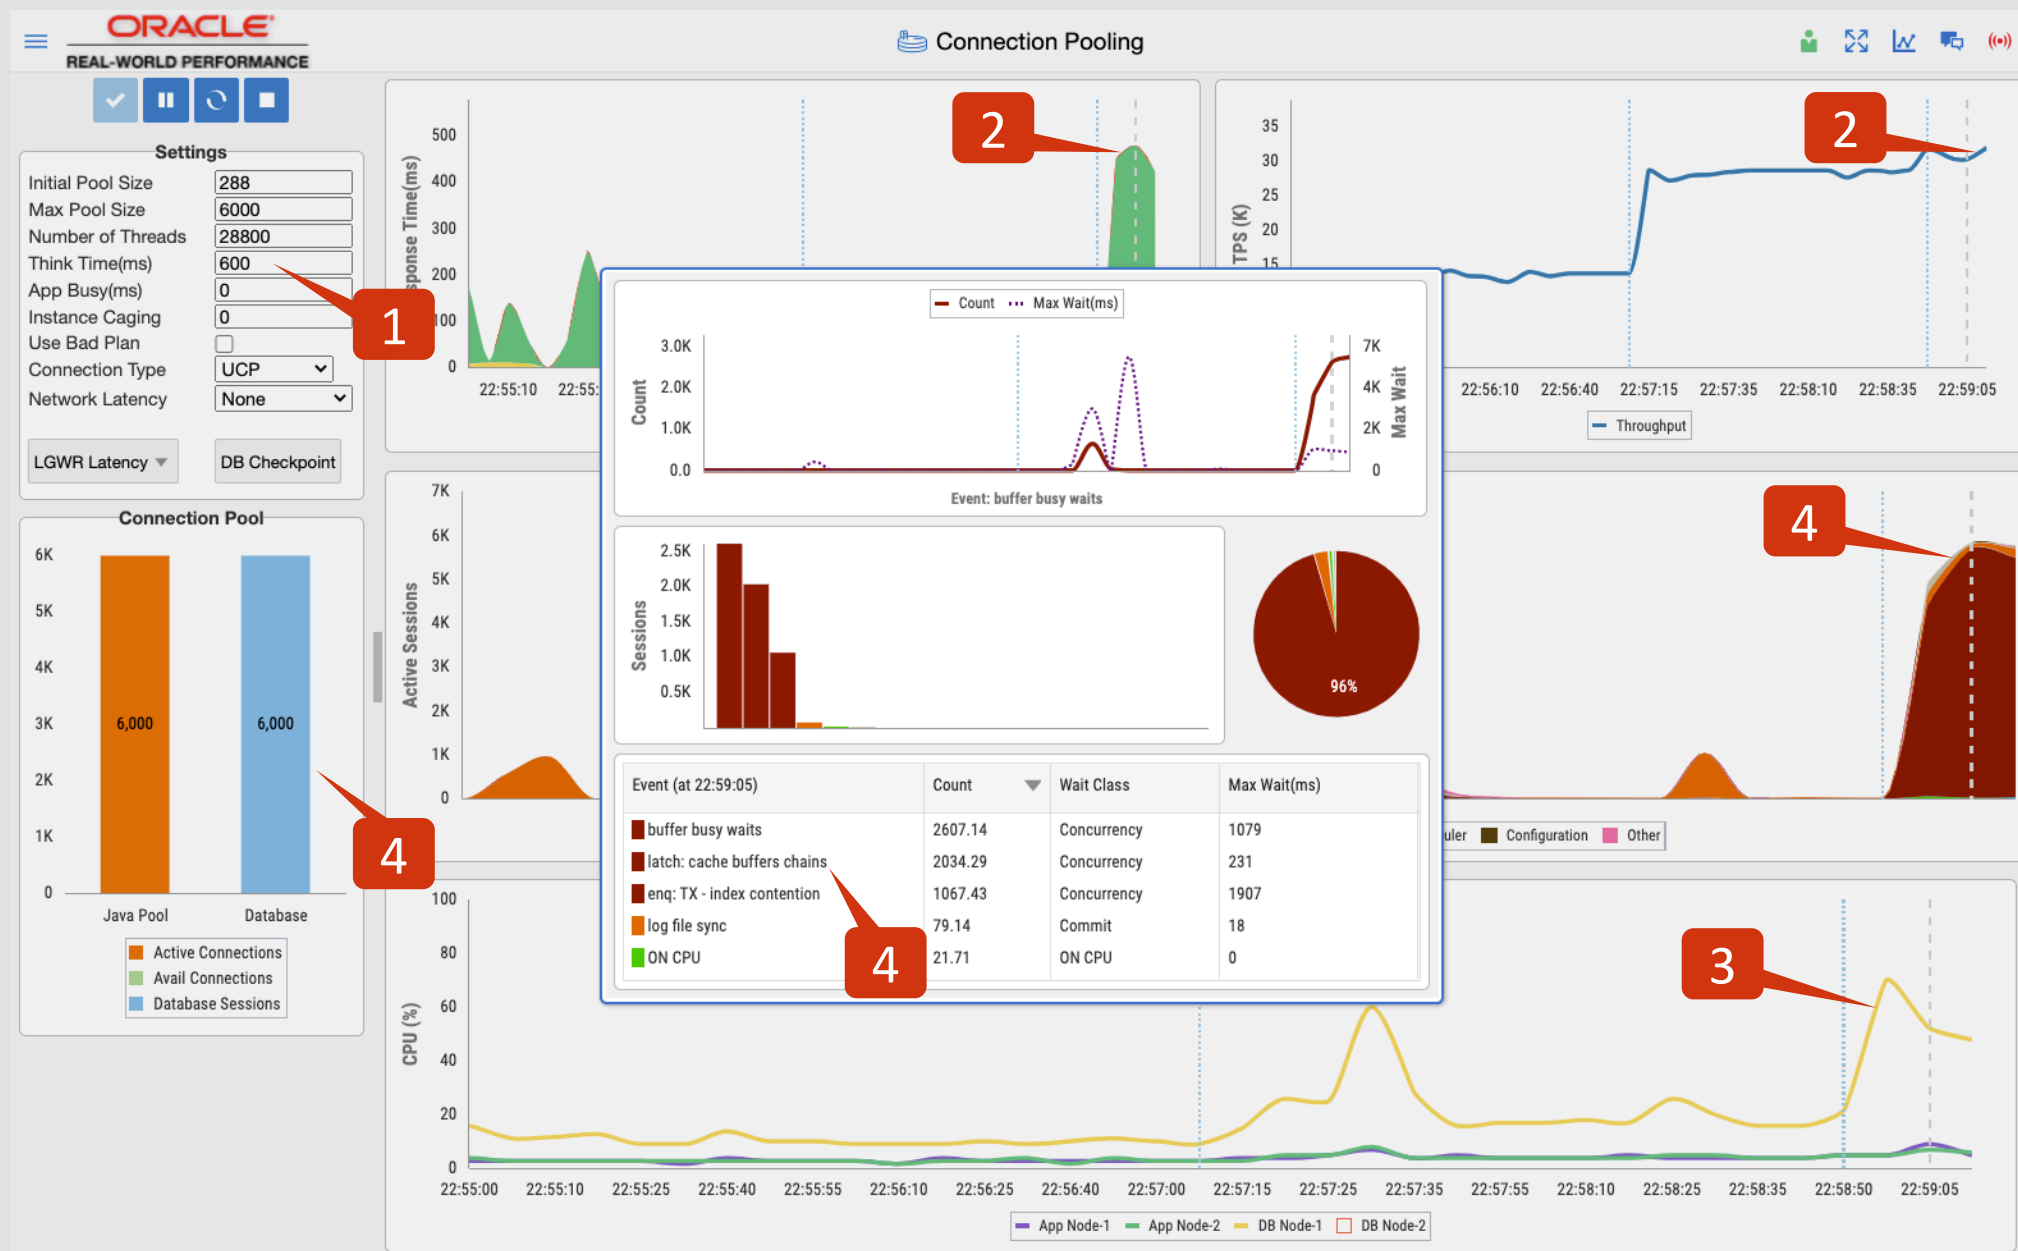 ORACLE
REAL-WORLD PERFORMANCE
Connection Pooling
Settings
Initial Pool Size 288
Max Pool Size 6000
Number of Threads 28800
Think Time(ms) 600
App Busy(ms) 0
Instance Caging 0
Use Bad Plan
Connection Type UCP
Network Latency None
LGWR Latency DB Checkpoint
1
Connection Pool
6K
5K
4K
3K
2K
1K
0
6,000 6,000
Java Pool Database
Active Connections
Avail Connections
Database Sessions
4
sponse Time(ms)
500
400
300
200
100
0
22:55:10 22:55:
2
TPS (K)
35
30
25
20
15
2
22:56:10 22:56:40 22:57:15 22:57:35 22:58:10 22:58:35 22:59:05
Throughput
Active Sessions
7K
6K
5K
4K
3K
2K
1K
0
4
uler Configuration Other
Count Max Wait(ms)
Count
3.0K
2.0K
1.0K
0.0
7K
4K
2K
0
Max Wait
Event: buffer busy waits
Sessions
2.5K
2.0K
1.5K
1.0K
0.5K
96%
Event (at 22:59:05) Count Wait Class Max Wait(ms)
buffer busy waits 2607.14 Concurrency 1079
latch: cache buffers chains 2034.29 Concurrency 231
enq: TX - index contention 1067.43 Concurrency 1907
log file sync 79.14 Commit 18
ON CPU 21.71 ON CPU 0
4
CPU (%)
100
80
60
40
20
0
3
22:55:00 22:55:10 22:55:25 22:55:40 22:55:55 22:56:10 22:56:25 22:56:40 22:57:00 22:57:15 22:57:25 22:57:35 22:57:55 22:58:10 22:58:25 22:58:35 22:58:50 22:59:05
App Node-1 App Node-2 DB Node-1 DB Node-2